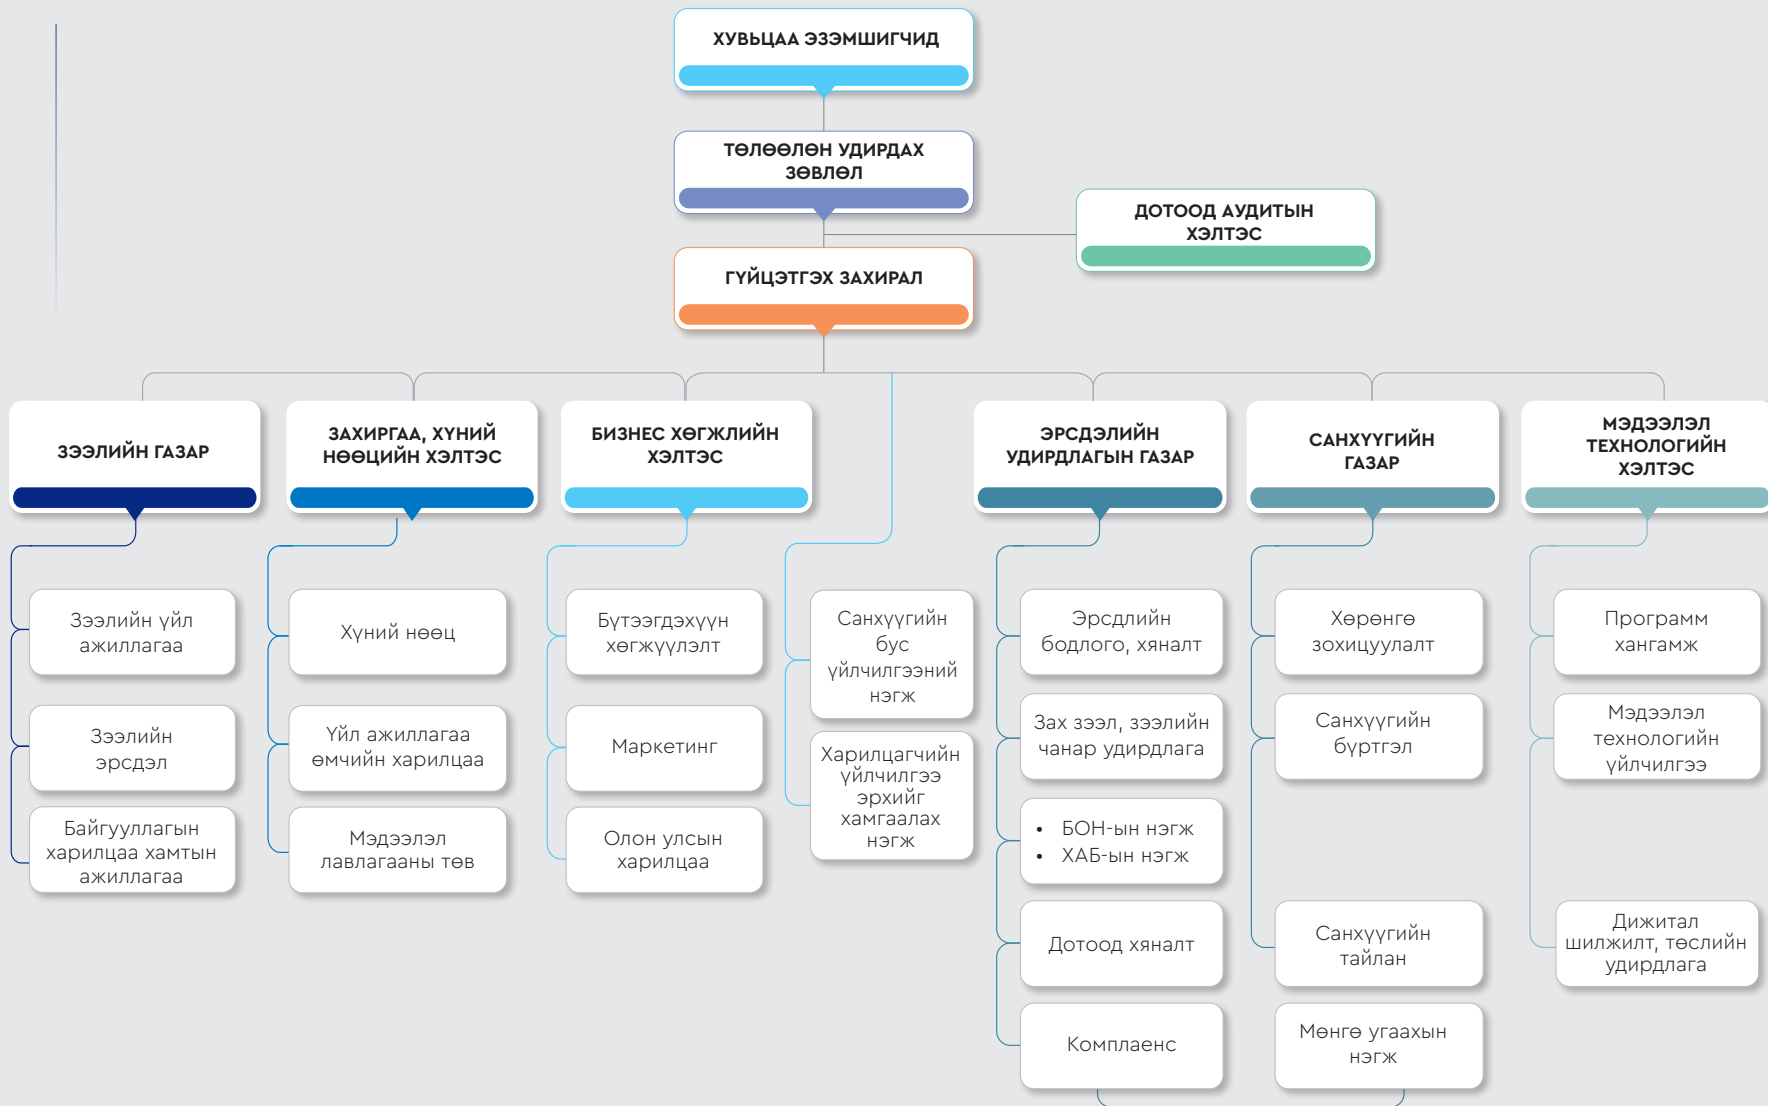 ХУВЬЦАА ЭЗЭМШИГЧИД
ТӨЛӨӨЛӨН УДИРДАХ
ЗӨВЛӨЛ
ДОТООД АУДИТЫН
ХЭЛТЭС
ГҮЙЦЭТГЭХ ЗАХИРАЛ
ЗЭЭЛИЙН ГАЗАР
ЗАХИРГАА, ХҮНИЙ
НӨӨЦИЙН ХЭЛТЭС
БИЗНЕС ХӨГЖЛИЙН
ХЭЛТЭС
ЭРСДЭЛИЙН
УДИРДЛАГЫН ГАЗАР
САНХҮҮГИЙН
ГАЗАР
МЭДЭЭЛЭЛ
ТЕХНОЛОГИЙН
ХЭЛТЭС
Зээлийн үйл
ажиллагаа
Зээлийн
эрсдэл
Байгууллагын
харилцаа хамтын
ажиллагаа
Хүний нөөц
Үйл ажиллагаа
өмчийн харилцаа
Мэдээлэл
лавлагааны төв
Бүтээгдэхүүн
хөгжүүлэлт
Маркетинг
Олон улсын
харилцаа
Санхүүгийн
бус
үйлчилгээний
нэгж
Харилцагчийн
үйлчилгээ
эрхийг
хамгаалах
нэгж
Эрсдлийн
бодлого, хяналт
Зах зээл, зээлийн
чанар удирдлага
• БОН-ын нэгж
• ХАБ-ын нэгж
Дотоод хяналт
Комплаенс
Хөрөнгө
зохицуулалт
Санхүүгийн
бүртгэл
Санхүүгийн
тайлан
Мөнгө угаахын
нэгж
Программ
хангамж
Мэдээлэл
технологийн
үйлчилгээ
Дижитал
шилжилт, төслийн
удирдлага